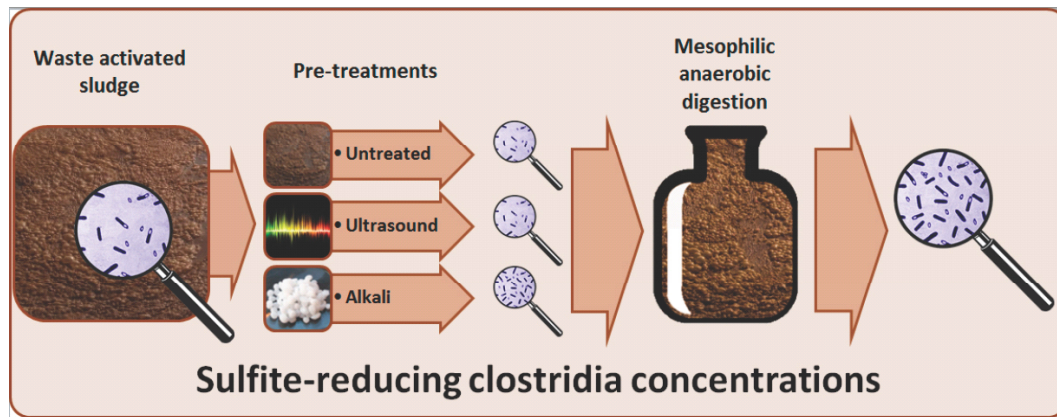 Waste activated
sludge
Pre-treatments
Mesophilic
anaerobic
digestion
• Untreated
• Ultrasound
• Alkali
Sulfite-reducing clostridia concentrations